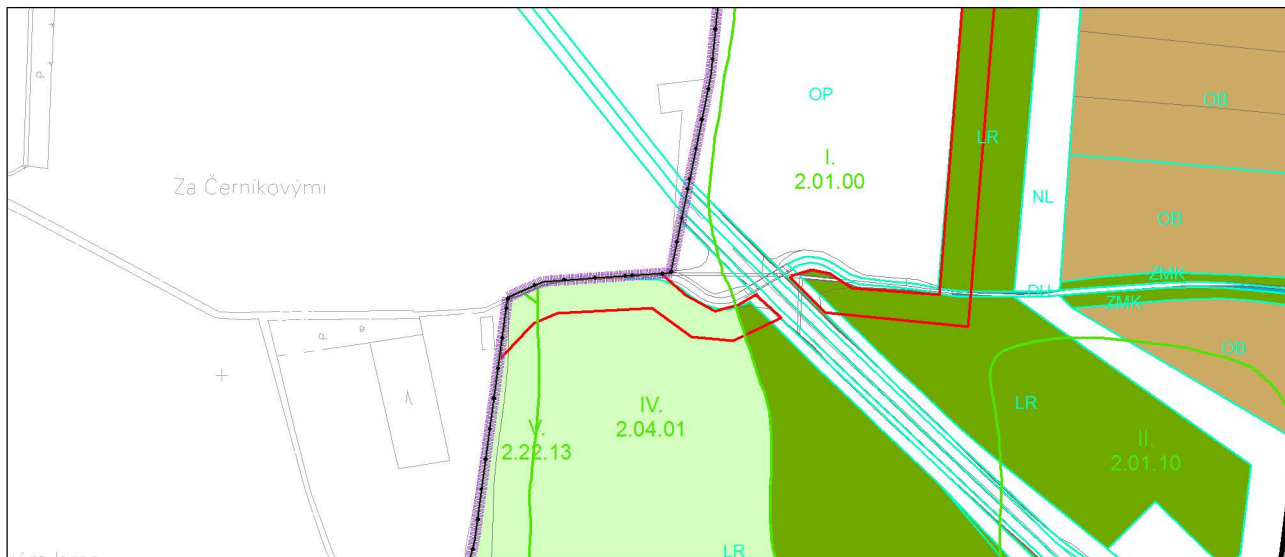 OP
OB
LR
I.
2.01.00
Za Černíkovými
NL
OB
ZMK
DU
ZMK
OB
IV.
2.04.01
LR
V.
2.22.13
II.
2.01.10
LR